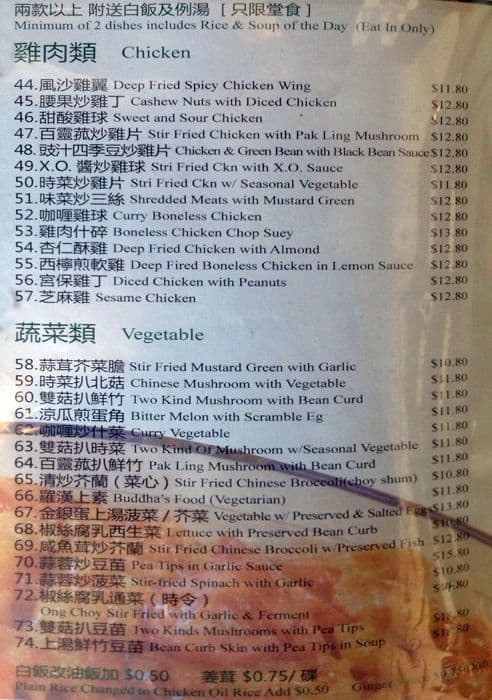 兩款以上 附送白飯及例湯 [ 只限堂食 ]
Minimum of 2 dishes includes Rice & Soup of the Day (Eat In Only)
雞肉類 Chicken
44.風沙雞翼 Deep Fried Spicy Chicken Wing $11.80
45.腰果炒雞丁 Cashew Nuts with Diced Chicken $12.80
46.甜酸雞球 Sweet and Sour Chicken $12.80
47.百靈菰炒雞片 Stir Fried Chicken with Pak Ling Mushroom $12.80
48.豉汁四季豆炒雞片 Chicken & Green Bean with Black Bean Sauce $12.80
49.X.O. 醬炒雞球 Stri Fried Ckn with X.O. Sauce $12.80
50.時菜炒雞片 Stri Fried Ckn w/ Seasonal Vegetable $11.80
51.味菜炒三絲 Shredded Meats with Mustard Green $12.80
52.咖喱雞球 Curry Boneless Chicken $12.80
53.雞肉什碎 Boneless Chicken Chop Suey $13.80
54.杏仁酥雞 Deep Fried Chicken with Almond $12.80
55.西檸煎軟雞 Deep Fired Boneless Chicken in Lemon Sauce $12.80
56.宮保雞丁 Diced Chicken with Peanuts $12.80
57.芝麻雞 Sesame Chicken $12.80
蔬菜類 Vegetable
58.蒜茸芥菜膽 Stir Fried Mustard Green with Garlic $10.80
59.時菜扒北菇 Chinese Mushroom with Vegetable $11.80
60.雙菇扒鮮竹 Two Kind Mushroom with Bean Curd $11.80
61.涼瓜煎蛋角 Bitter Melon with Scramble Eg $11.80
62.咖喱炒什菜 Curry Vegetable $11.80
63.雙菇扒時菜 Two Kind Of Mushroom w/Seasonal Vegetable $11.80
64.百靈菰扒鮮竹 Pak Ling Mushroom with Bean Curd $11.80
65.清炒芥蘭（菜心）Stir Fried Chinese Broccoli(choy shum) $10.80
66.羅漢上素 Buddha's Food (Vegetarian) $11.80
67.金銀蛋上湯菠菜 / 芥菜 Vegetable w/ Preserved & Salted Eggs $13.80
68.椒絲腐乳西生菜 Lettuce with Preserved Bean Curb $10.80
69.咸魚茸炒芥蘭 Stir Fried Chinese Broccoli w/Preserved Fish $12.80
70.蒜蓉炒豆苗 Pea Tips in Garlic Sauce $15.80
71.蒜蓉炒菠菜 Stir-fried Spinach with Garlic $10.80
72.椒絲腐乳通菜（時令）
Ong Choy Stir Fried with Garlic & Ferment
73.雙菇扒豆苗 Two Kinds Mushrooms with Pea Tips
74.上湯鮮竹豆苗 Bean Curb Skin with Pea Tips in Soup
白飯改油飯加 $0.50 姜茸 $0.75/ 碟
Plain Rice Changed to Chicken Oil Rice Add $0.50 Ginger